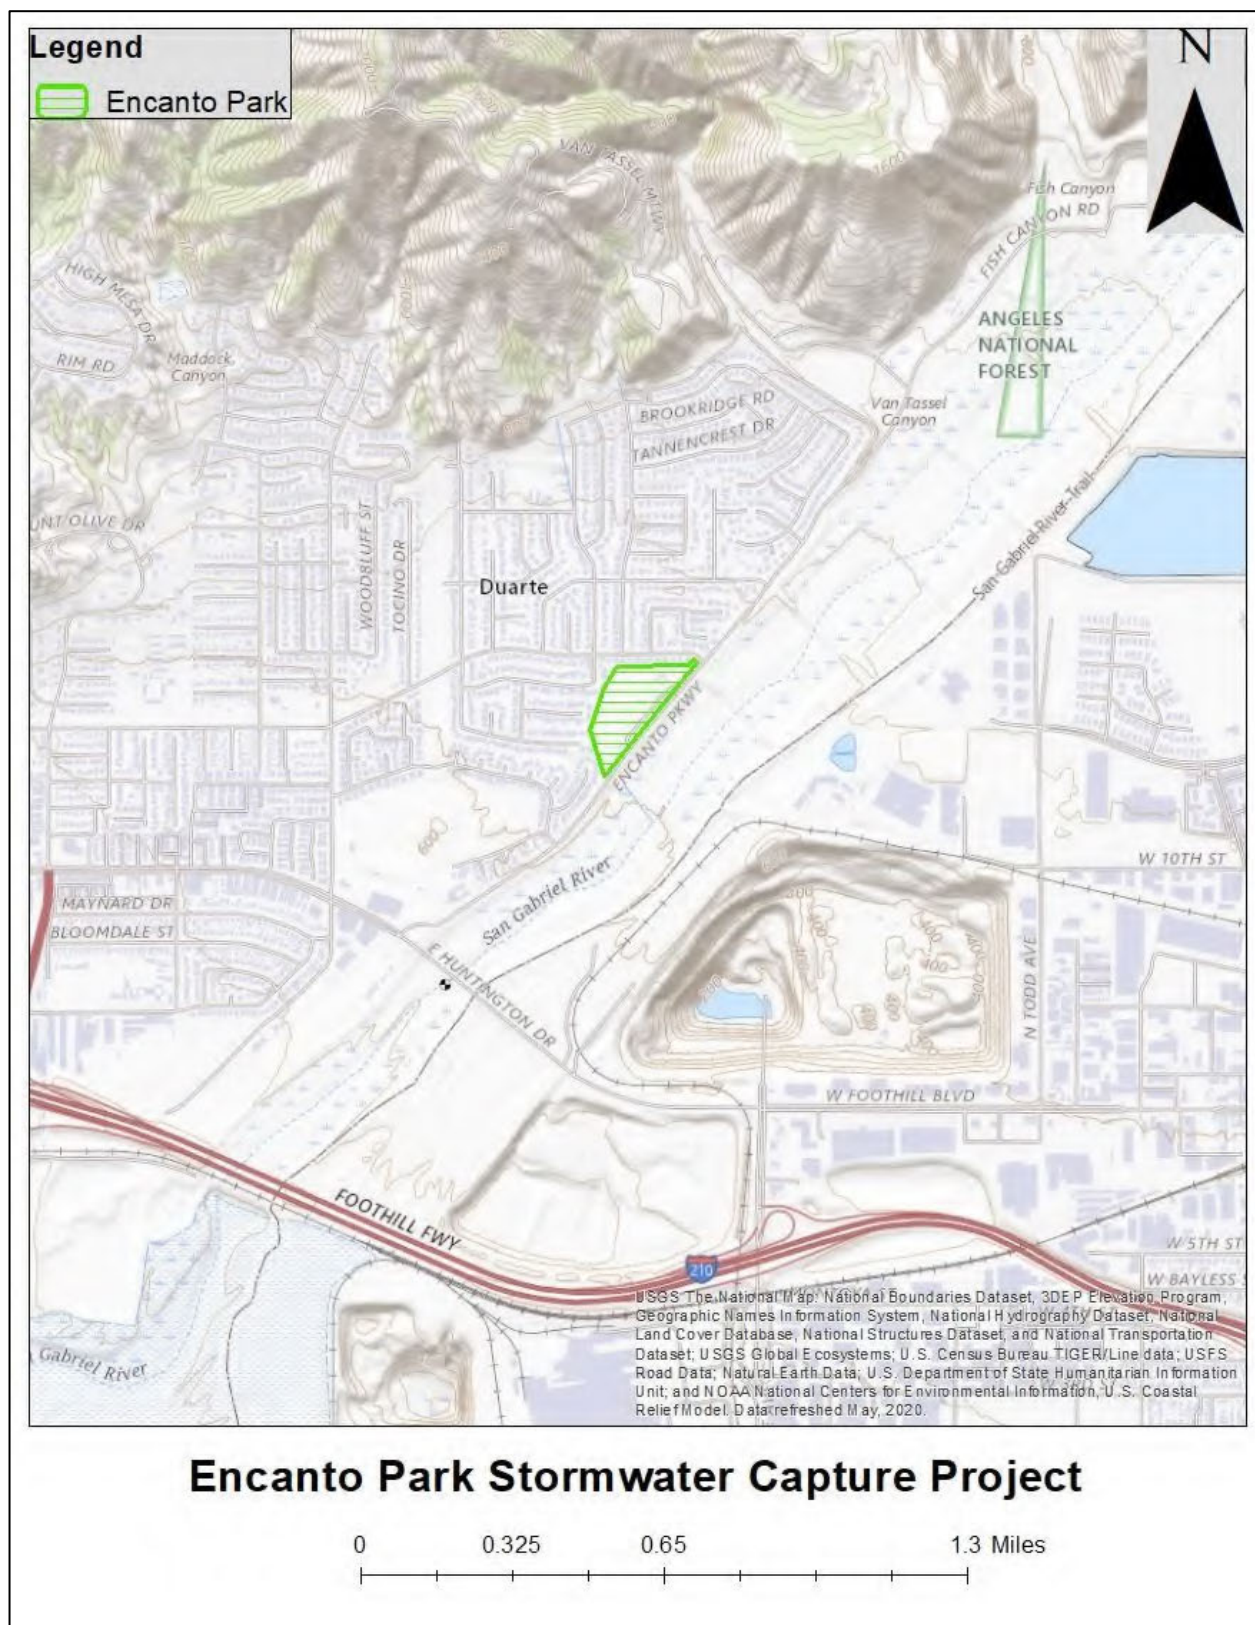 Legend
Encanto Park
N
VAN TASSEL MTWY
Fish Canyon
FISH CANYON RD
HIGH MESA DR
RIM RD
Maddock
Canyon
ANGELES
NATIONAL
FOREST
BROOKRIDGE RD
TANNENCREST DR
Van Tassel
Canyon
UNT OLIVE DR
WOODBLUFF ST
TOCINO DR
Duarte
San Gabriel River Trail
ENCANTO PKWY
600
W 10TH ST
MAYNARD DR
BLOOMDALE ST
San Gabriel River
E HUNTINGTON DR
400
400
400
N TODD AVE
W FOOTHILL BLVD
FOOTHILL FWY
210
W 5TH ST
W BAYLESS S
Gabriel River
USGS The National Map: National Boundaries Dataset, 3DEP Elevation Program,
Geographic Names Information System, National Hydrography Dataset, National
Land Cover Database, National Structures Dataset, and National Transportation
Dataset; USGS Global Ecosystems; U.S. Census Bureau TIGER/Line data; USFS
Road Data; Natural Earth Data; U.S. Department of State Humanitarian Information
Unit; and NOAA National Centers for Environmental Information, U.S. Coastal
Relief Model. Data refreshed May, 2020.
Encanto Park Stormwater Capture Project
0 0.325 0.65 1.3 Miles